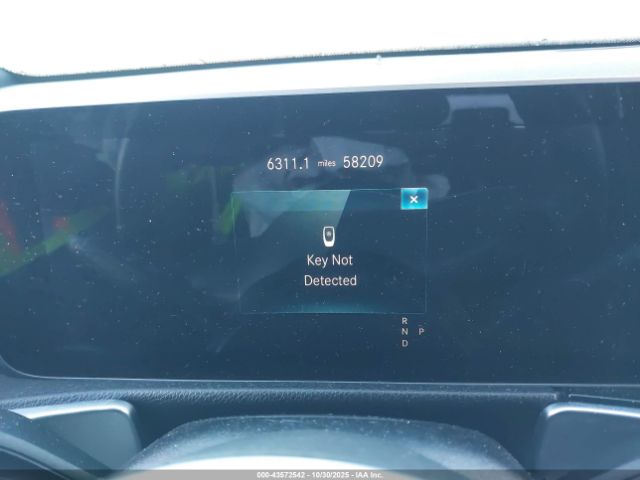 6311.1 miles 58209
Key Not
Detected
R
N P
D
000-43572542 - 10/30/2025 - IAA Inc.